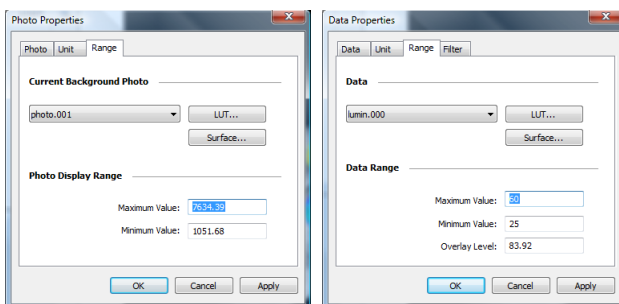 Photo Properties
Photo Unit Range
Current Background Photo
photo.001
LUT...
Surface...
Photo Display Range
Maximum Value: 7634.39
Minimum Value: 1051.68
OK Cancel Apply
Data Properties
Data Unit Range Filter
Data
lumin.000
LUT...
Surface...
Data Range
Maximum Value: 60
Minimum Value: 25
Overlay Level: 83.92
OK Cancel Apply